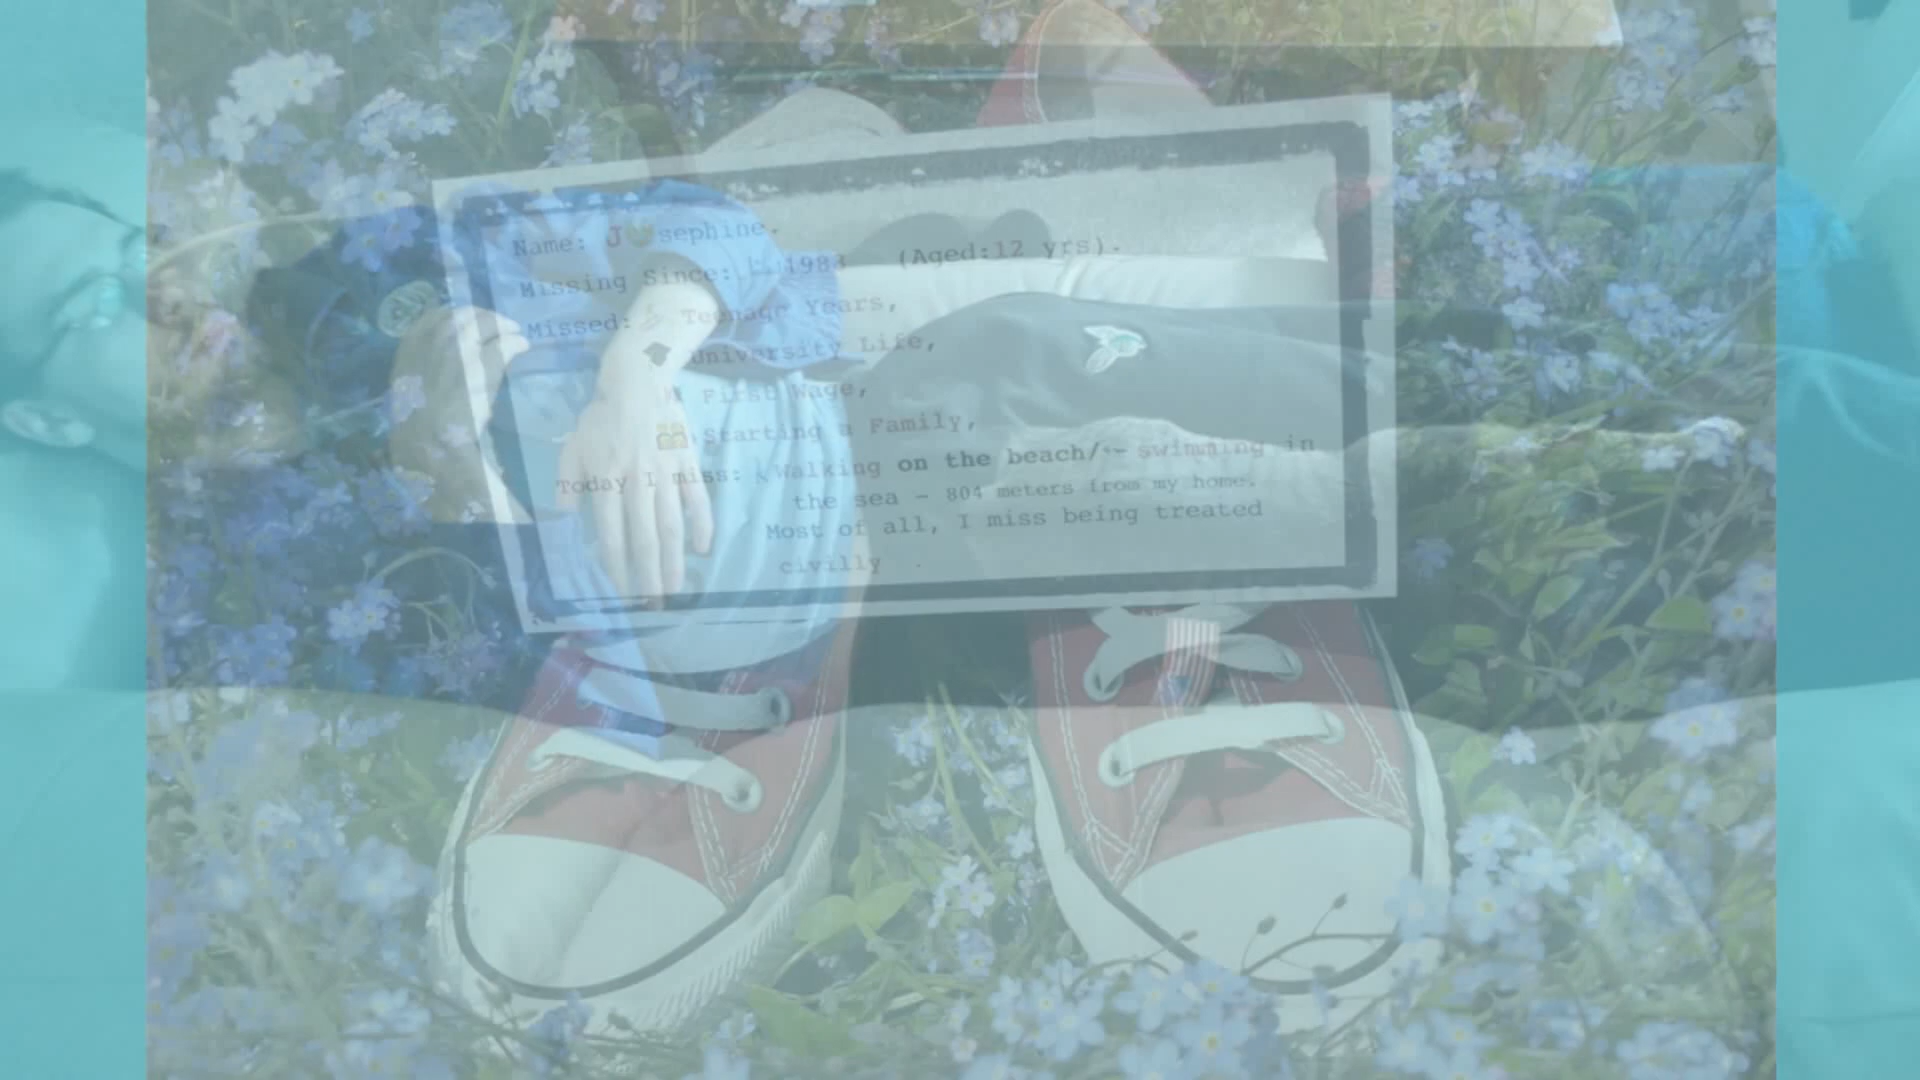 Name: Josephine.
Missing Since: 1983 (Aged:12 yrs).
Missed: Teenage Years,
University Life,
First Wage,
Starting a Family,
Today I miss: Walking on the beach/ swimming in
the sea - 804 meters from my home.
Most of all, I miss being treated
civilly .